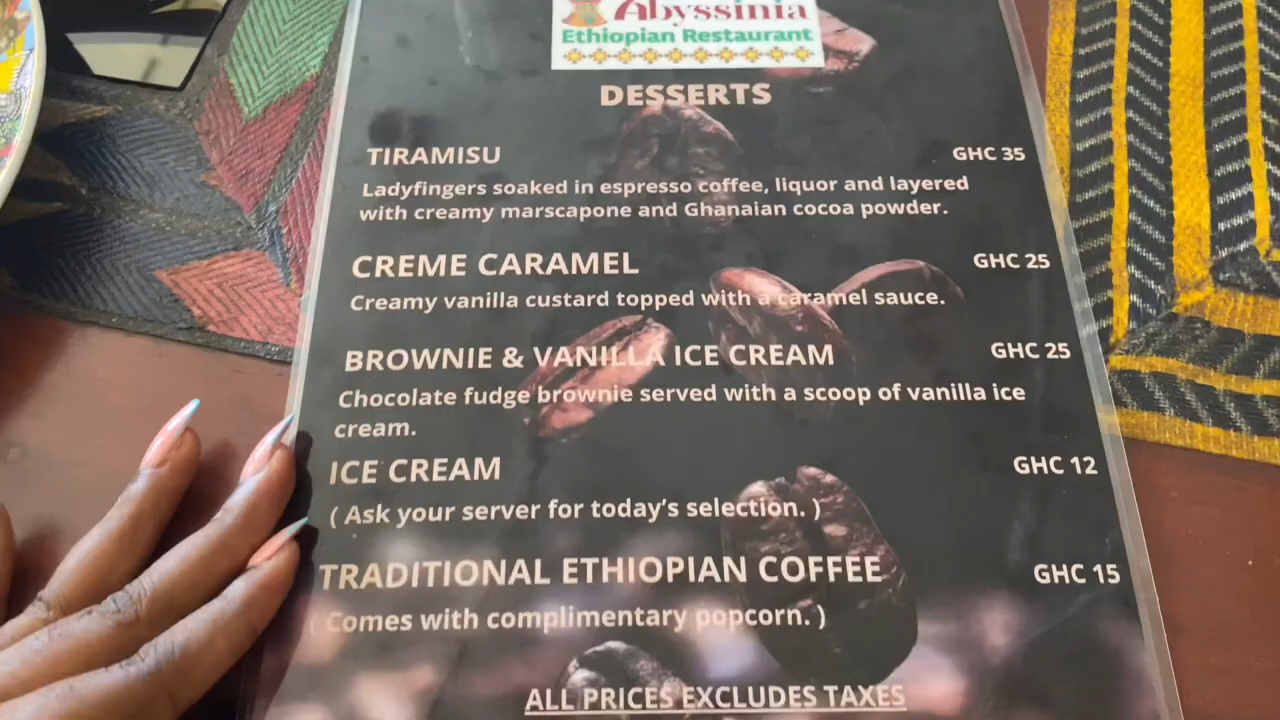 Abyssinia
Ethiopian Restaurant
DESSERTS
TIRAMISU GHC 35
Ladyfingers soaked in espresso coffee, liquor and layered
with creamy marscapone and Ghanaian cocoa powder.
CREME CARAMEL GHC 25
Creamy vanilla custard topped with a caramel sauce.
BROWNIE & VANILLA ICE CREAM GHC 25
Chocolate fudge brownie served with a scoop of vanilla ice
cream.
ICE CREAM GHC 12
( Ask your server for today's selection. )
TRADITIONAL ETHIOPIAN COFFEE GHC 15
( Comes with complimentary popcorn. )
ALL PRICES EXCLUDES TAXES